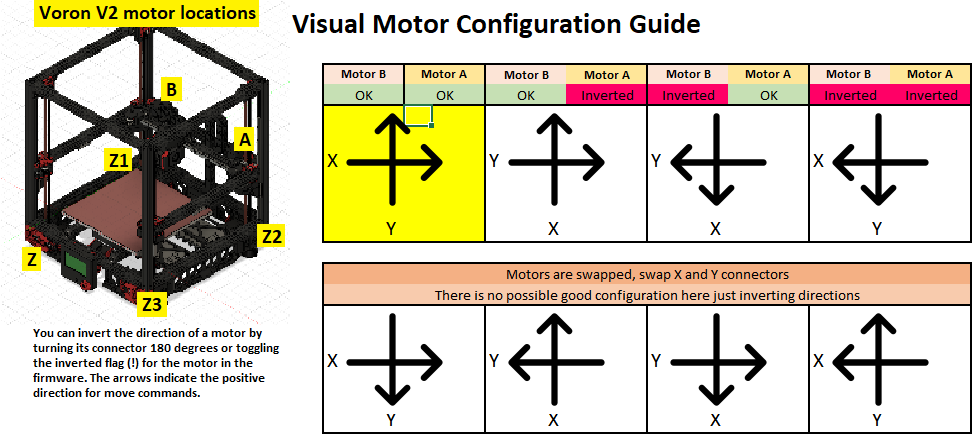 Voron V2 motor locations
B
A
Z1
Z2
Z
Z3
You can invert the direction of a motor by
turning its connector 180 degrees or toggling
the inverted flag (!) for the motor in the
firmware. The arrows indicate the positive
direction for move commands.
Visual Motor Configuration Guide
Motor B Motor A Motor B Motor A Motor B Motor A Motor B Motor A
OK OK OK Inverted Inverted OK Inverted Inverted
X Y Y X
Y X X Y
Motors are swapped, swap X and Y connectors
There is no possible good configuration here just inverting directions
X Y Y X
Y X X Y